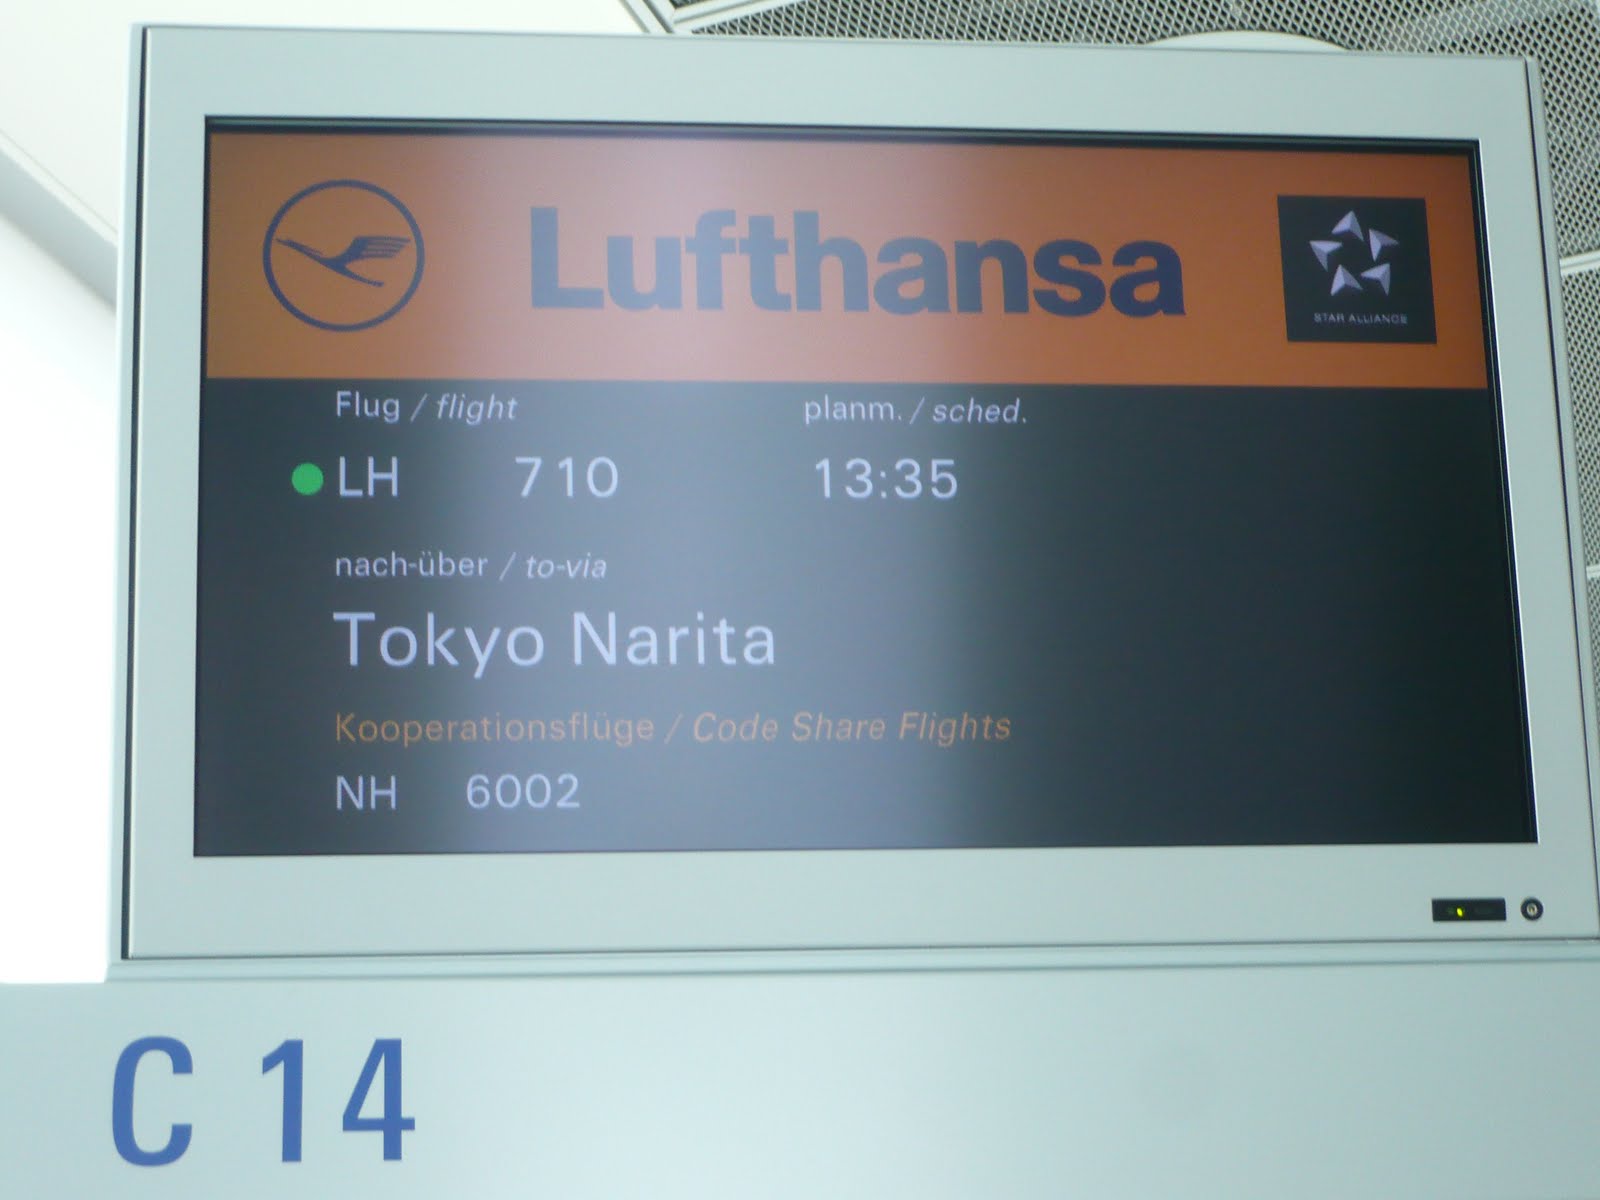 Lufthansa
STAR ALLIANCE
Flug / flight planm. / sched.
LH 710 13:35
nach-über / to-via
Tokyo Narita
Kooperationsflüge / Code Share Flights
NH 6002
C 14